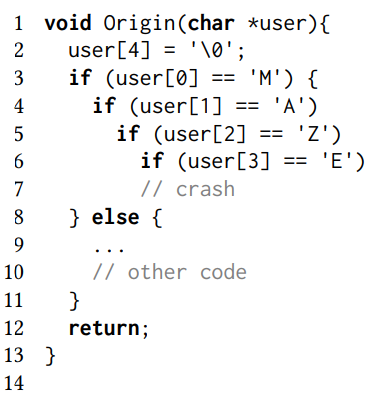 1 void Origin(char *user){
2   user[4] = '\0';
3   if (user[0] == 'M') {
4     if (user[1] == 'A')
5       if (user[2] == 'Z')
6         if (user[3] == 'E')
7         // crash
8   } else {
9     ...
10     // other code
11   }
12   return;
13 }
14